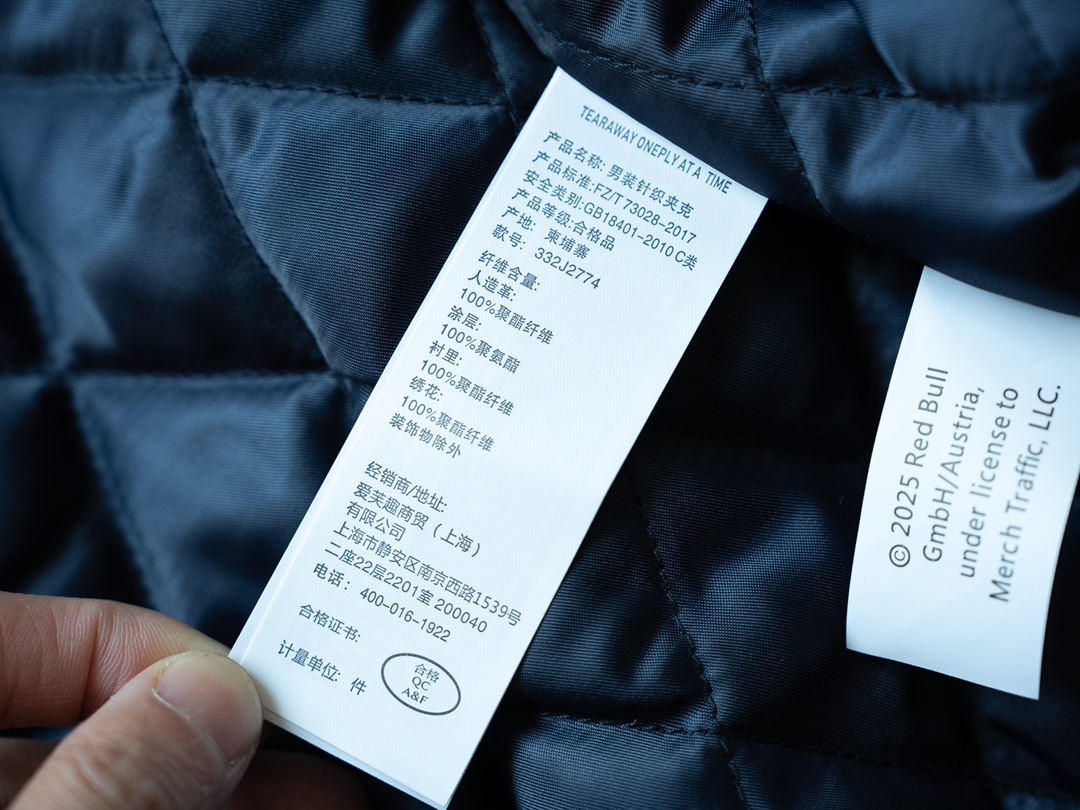 TEARAWAY ONEPLY AT A TIME
产品名称: 男装针织夹克
产品标准:FZ/T 73028-2017
安全类别:GB18401-2010 C类
产品等级:合格品
产地: 柬埔寨
款号: 332J2774
纤维含量:
人造革:
100%聚酯纤维
涂层:
100%聚氨酯
衬里:
100%聚酯纤维
绣花:
100%聚酯纤维
装饰物除外
经销商/地址:
爱芙趣商贸（上海）
有限公司
上海市静安区南京西路1539号
二座22层2201室 200040
电话: 400-016-1922
合格证书:
计量单位: 件
合格
QC
A&F
© 2025 Red Bull
GmbH/Austria,
under license to
Merch Traffic, LLC.